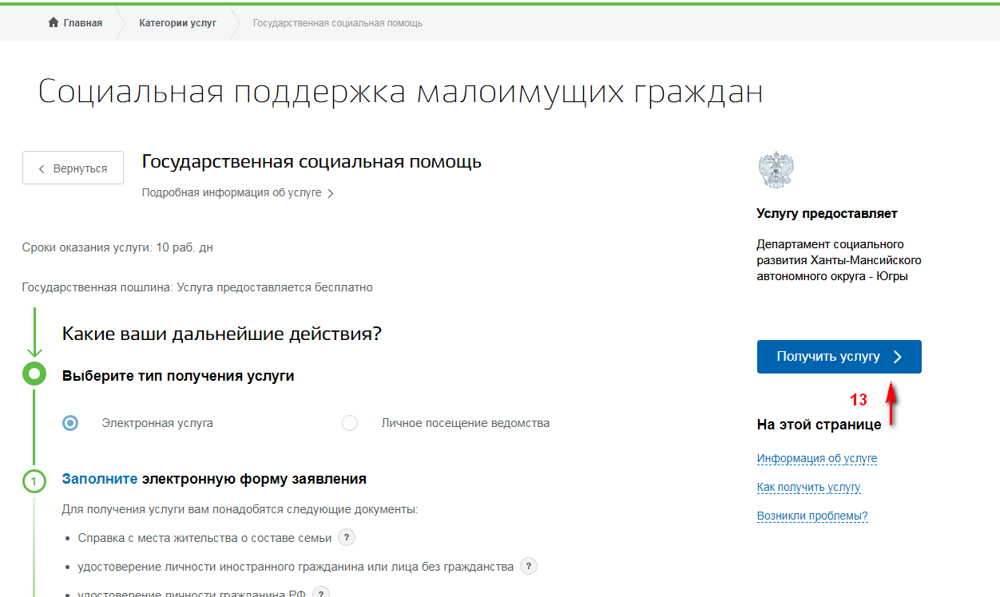 Главная
Категории услуг
Государственная социальная помощь
Социальная поддержка малоимущих граждан
Вернуться
Государственная социальная помощь
Подробная информация об услуге
Сроки оказания услуги: 10 раб. дн
Государственная пошлина: Услуга предоставляется бесплатно
Какие ваши дальнейшие действия?
Выберите тип получения услуги
Электронная услуга
Личное посещение ведомства
1
Заполните электронную форму заявления
Для получения услуги вам понадобятся следующие документы:
• Справка с места жительства о составе семьи ?
• удостоверение личности иностранного гражданина или лица без гражданства ?
• удостоверение личности гражданина РФ ?
Услугу предоставляет
Департамент социального
развития Ханты-Мансийского
автономного округа - Югры
Получить услугу
13
На этой странице
Информация об услуге
Как получить услугу
Возникли проблемы?